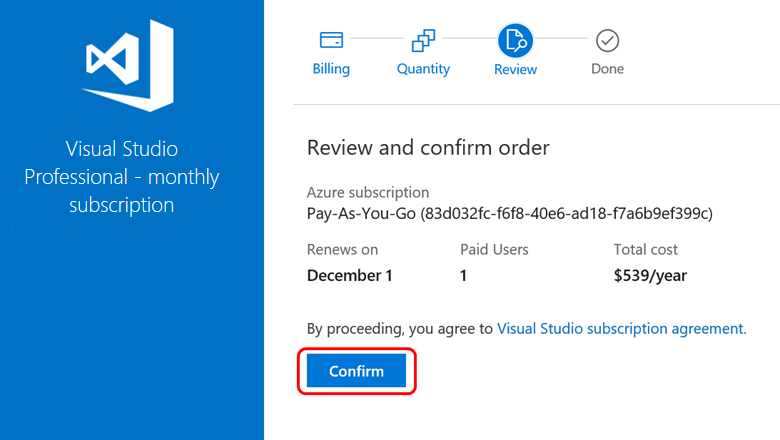 Visual Studio
Professional - monthly
subscription
Billing
Quantity
Review
Done
Review and confirm order
Azure subscription
Pay-As-You-Go (83d032fc-f6f8-40e6-ad18-f7a6b9ef399c)
Renews on Paid Users Total cost
December 1 1 $539/year
By proceeding, you agree to Visual Studio subscription agreement.
Confirm